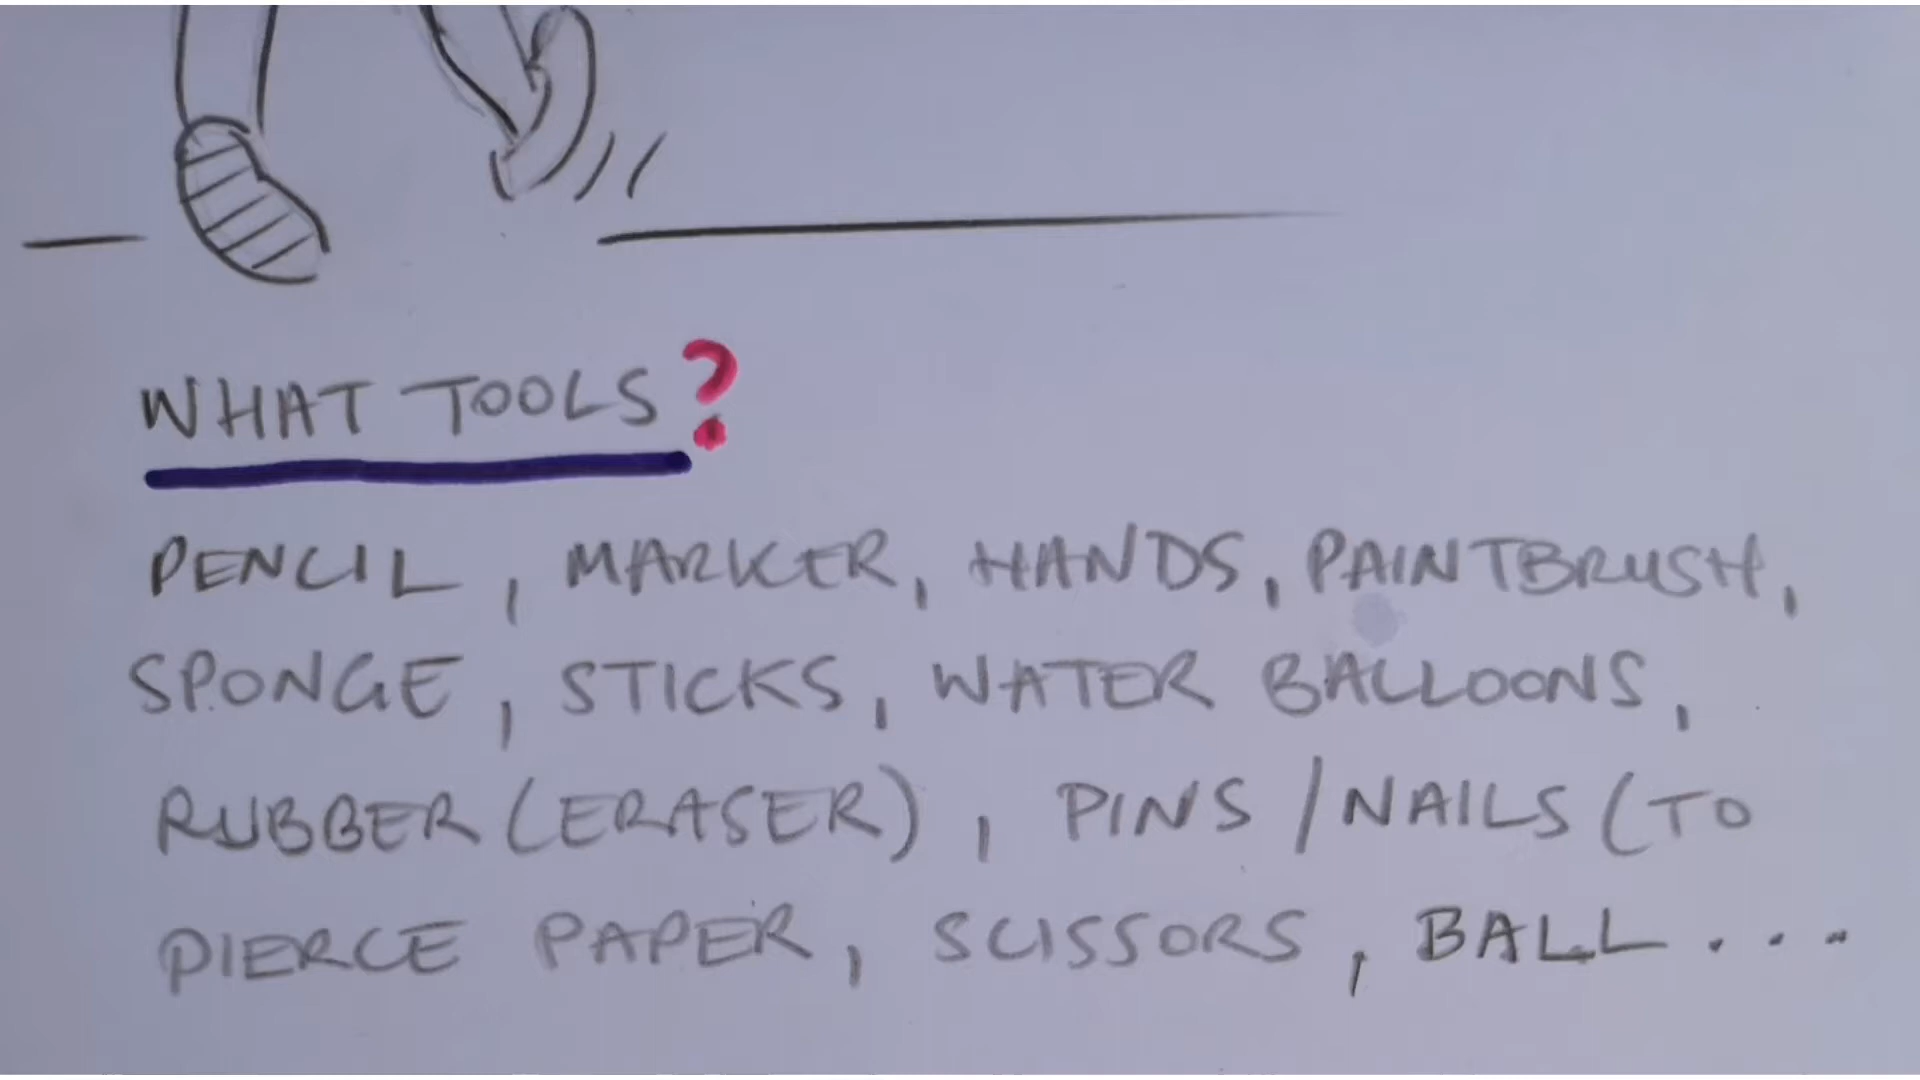 WHAT TOOLS?
PENCIL, MARKER, HANDS, PAINTBRUSH,
SPONGE, STICKS, WATER BALLOONS,
RUBBER (ERASER), PINS/NAILS (TO
PIERCE PAPER, SCISSORS, BALL....